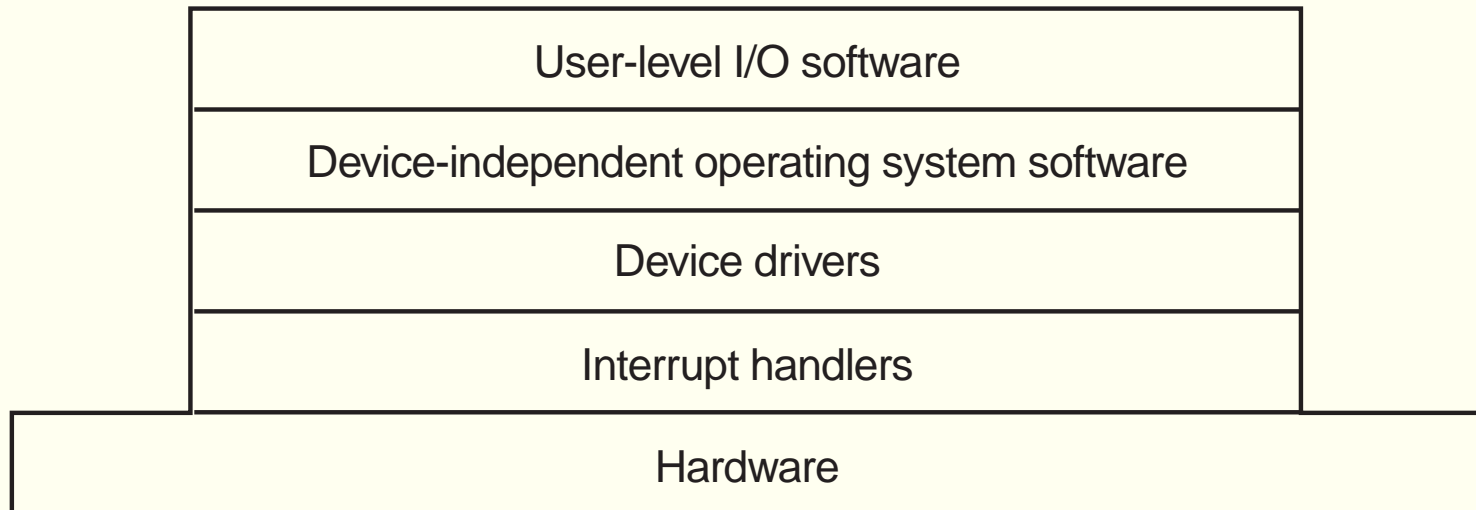 User-level I/O software
Device-independent operating system software
Device drivers
Interrupt handlers
Hardware